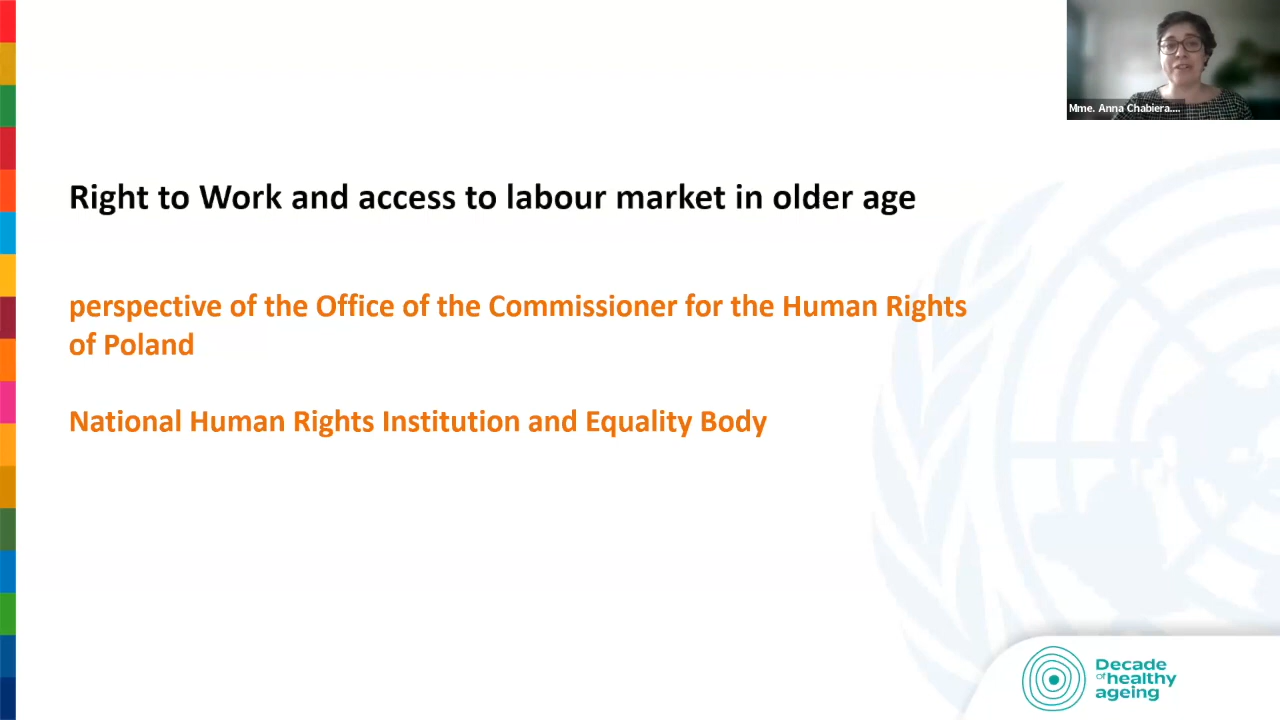 Mme. Anna Chabiera....
Right to Work and access to labour market in older age
perspective of the Office of the Commissioner for the Human Rights
of Poland
National Human Rights Institution and Equality Body
Decade
of healthy
ageing